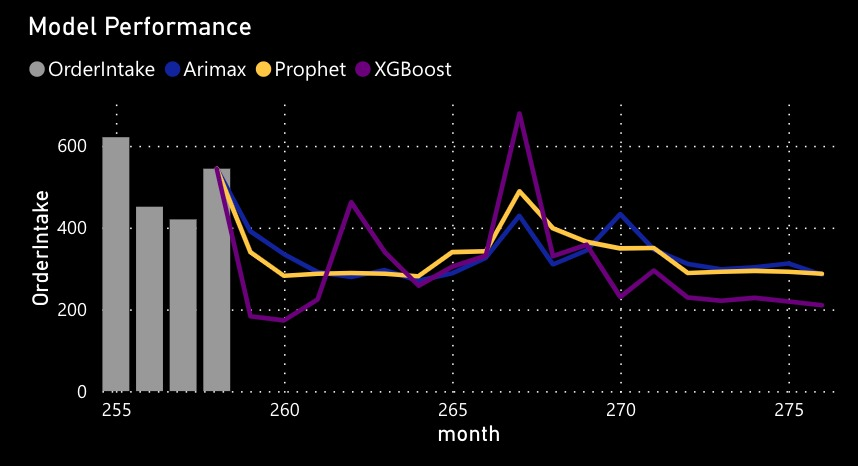 Model Performance
OrderIntake Arimax Prophet XGBoost
OrderIntake
600
400
200
0
255 260 265 270 275
month